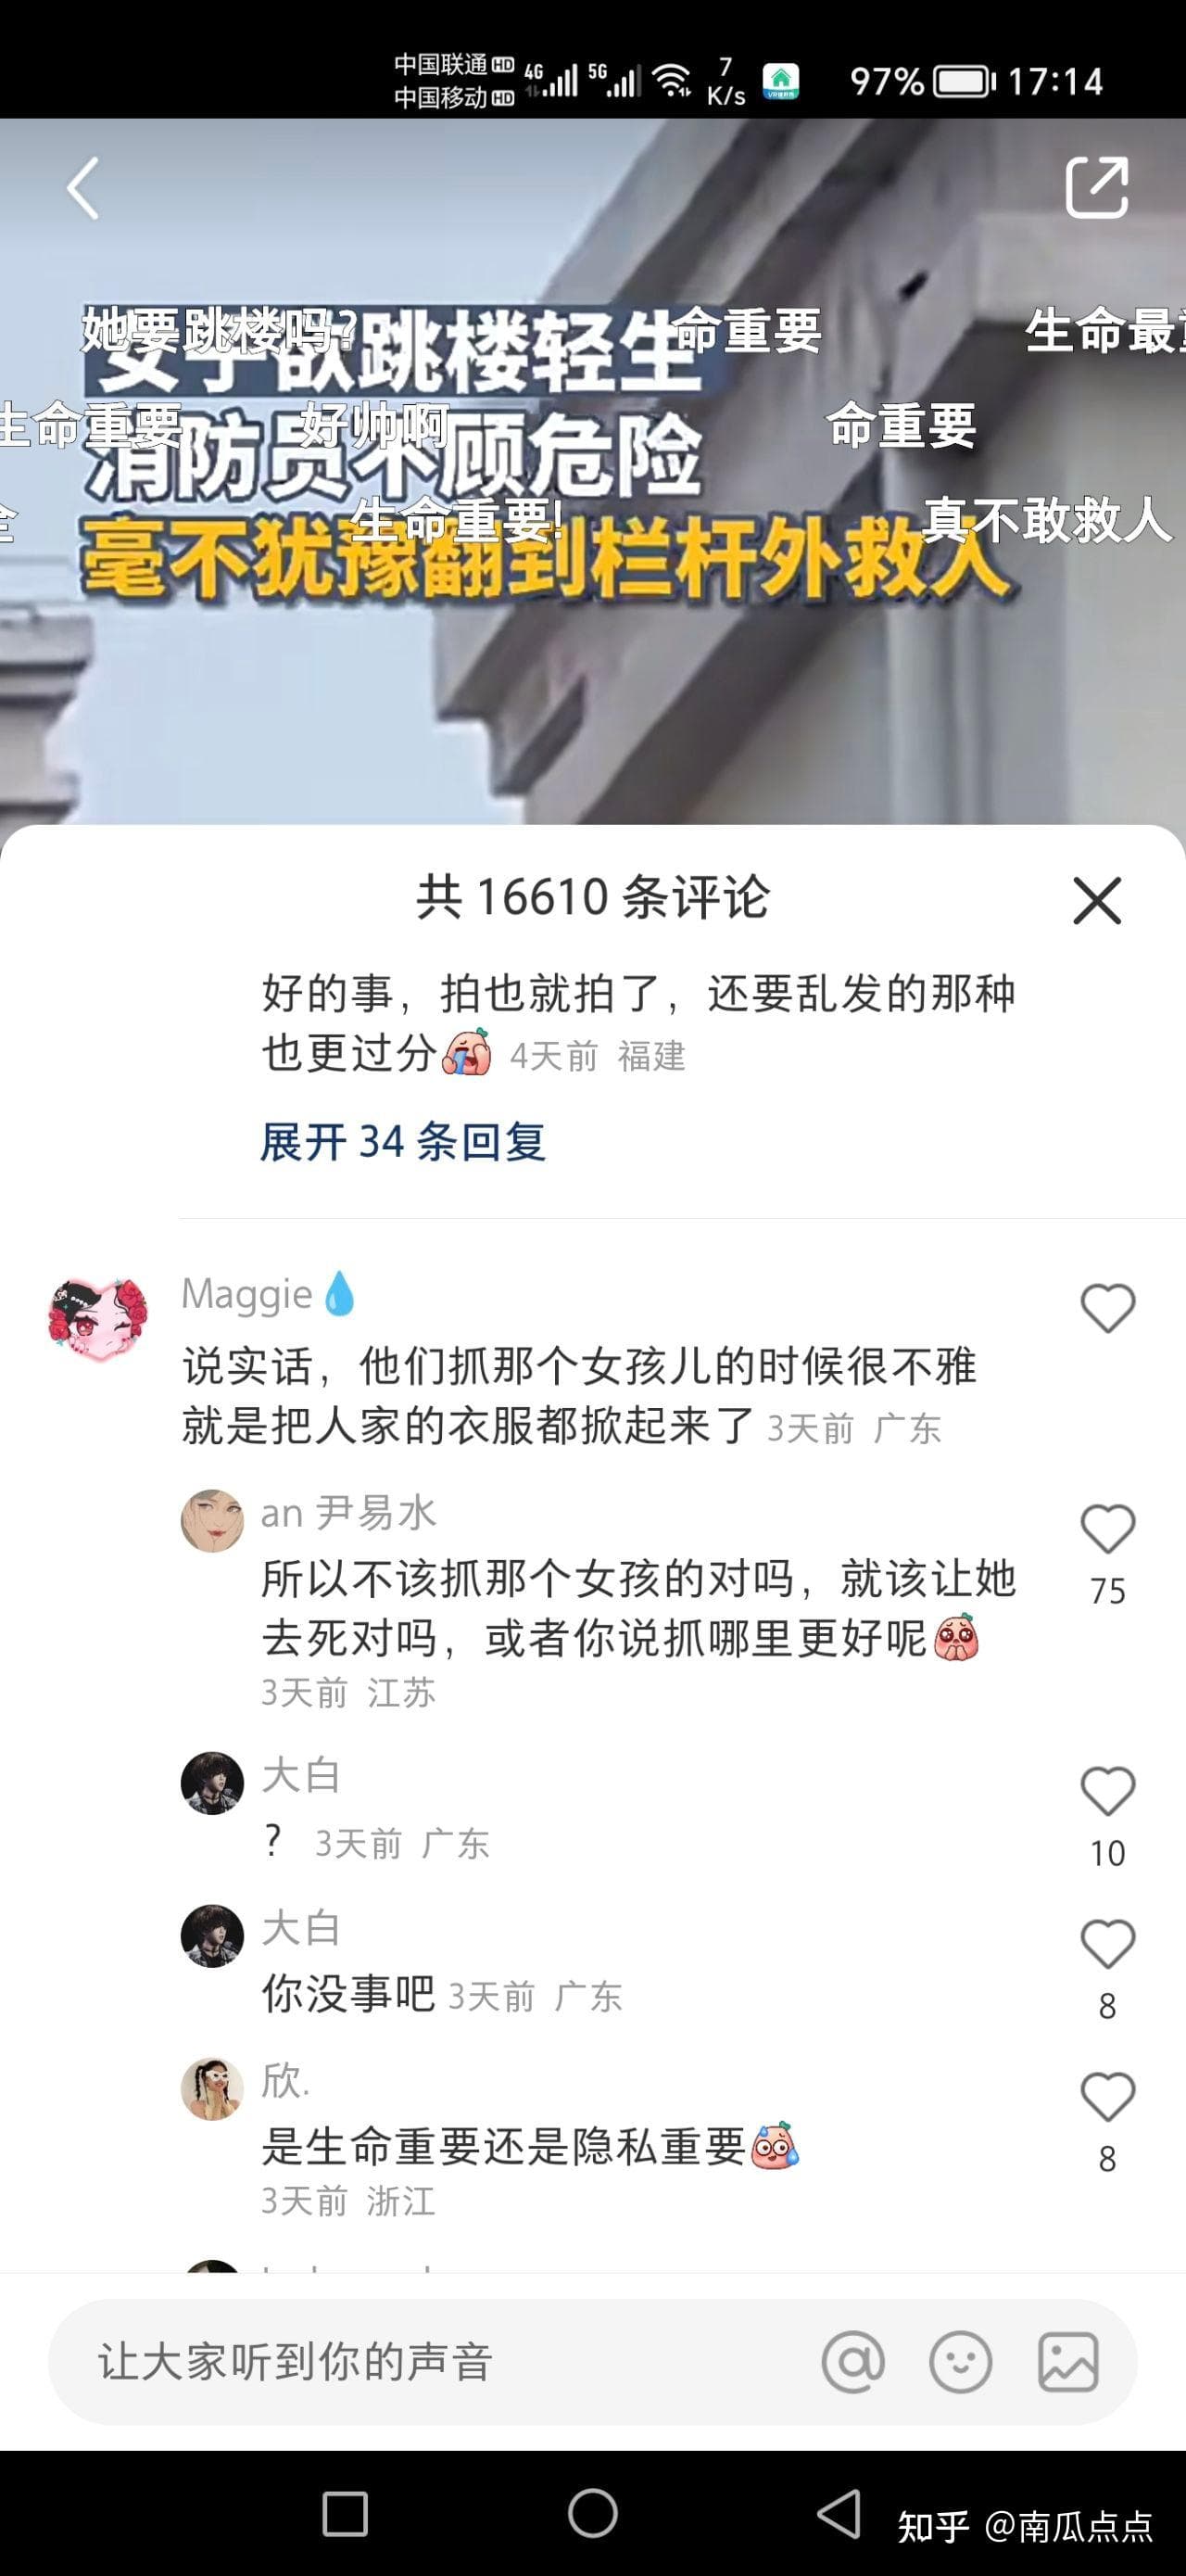 中国联通HD 4G 5G 7 97% 17:14
中国移动HD K/s
她要跳楼吗?
命重要
生命最重
女子欲跳楼轻生
生命重要
好帅啊
命重要
消防员不顾危险
全
生命重要!
真不敢救人
毫不犹豫翻到栏杆外救人
共 16610 条评论
好的事，拍也就拍了，还要乱发的那种
也更过分 4天前 福建
展开 34 条回复
Maggie
说实话，他们抓那个女孩儿的时候很不雅
就是把人家的衣服都掀起来了 3天前 广东
an 尹易水
所以不该抓那个女孩的对吗，就该让她
去死对吗，或者你说抓哪里更好呢
75
3天前 江苏
大白
? 3天前 广东
10
大白
你没事吧 3天前 广东
8
欣.
是生命重要还是隐私重要
8
3天前 浙江
让大家听到你的声音
知乎 @南瓜点点